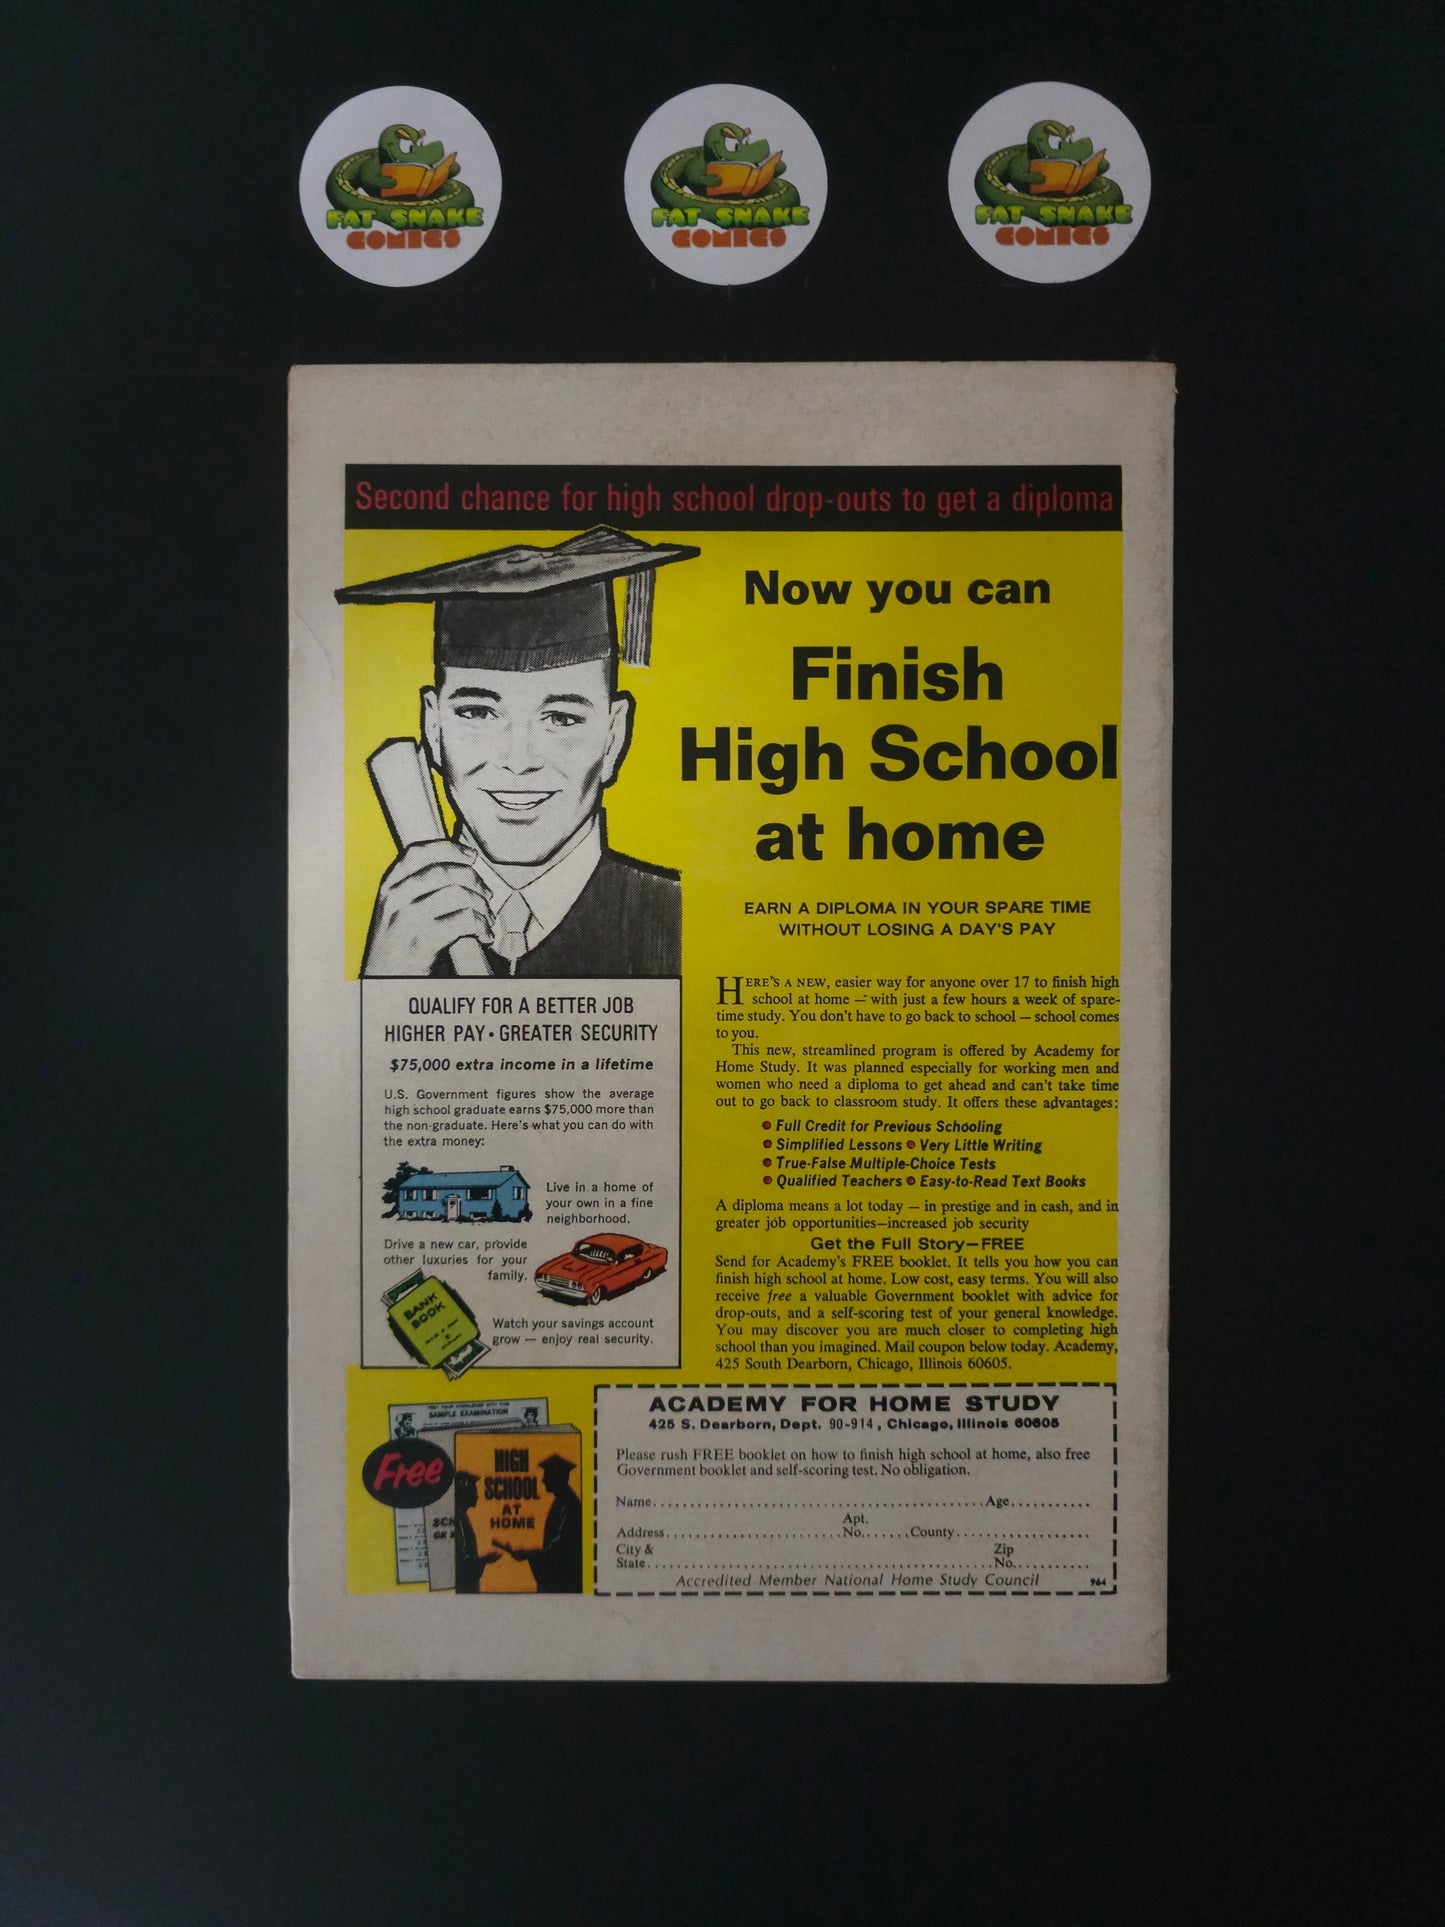 FAT SNAKE
COMICS
FAT SNAKE
COMICS
FAT SNAKE
COMICS
Second chance for high school drop-outs to get a diploma
Now you can
Finish
High School
at home
EARN A DIPLOMA IN YOUR SPARE TIME
WITHOUT LOSING A DAY'S PAY
HERE'S A NEW, easier way for anyone over 17 to finish high
school at home — with just a few hours a week of spare-
time study. You don't have to go back to school — school comes
to you.
This new, streamlined program is offered by Academy for
Home Study. It was planned especially for working men and
women who need a diploma to get ahead and can't take time
out to go back to classroom study. It offers these advantages:
• Full Credit for Previous Schooling
• Simplified Lessons • Very Little Writing
• True-False Multiple-Choice Tests
• Qualified Teachers • Easy-to-Read Text Books
A diploma means a lot today — in prestige and in cash, and in
greater job opportunities—increased job security
Get the Full Story—FREE
Send for Academy's FREE booklet. It tells you how you can
finish high school at home. Low cost, easy terms. You will also
receive free a valuable Government booklet with advice for
drop-outs, and a self-scoring test of your general knowledge.
You may discover you are much closer to completing high
school than you imagined. Mail coupon below today. Academy,
425 South Dearborn, Chicago, Illinois 60605.
QUALIFY FOR A BETTER JOB
HIGHER PAY • GREATER SECURITY
$75,000 extra income in a lifetime
U.S. Government figures show the average
high school graduate earns $75,000 more than
the non-graduate. Here's what you can do with
the extra money:
Live in a home of
your own in a fine
neighborhood.
Drive a new car, provide
other luxuries for your
family.
BANK
BOOK
Watch your savings account
grow — enjoy real security.
TEST YOUR KNOWLEDGE WITH THIS
SAMPLE EXAMINATION
Free
HIGH
SCHOOL
AT
HOME
ACADEMY FOR HOME STUDY
425 S. Dearborn, Dept. 90-914, Chicago, Illinois 60605
Please rush FREE booklet on how to finish high school at home, also free
Government booklet and self-scoring test. No obligation.
Name........................................................Age............
Apt.
Address............................No.......County......................
City &
Zip
State........................................................No............
Accredited Member National Home Study Council
964